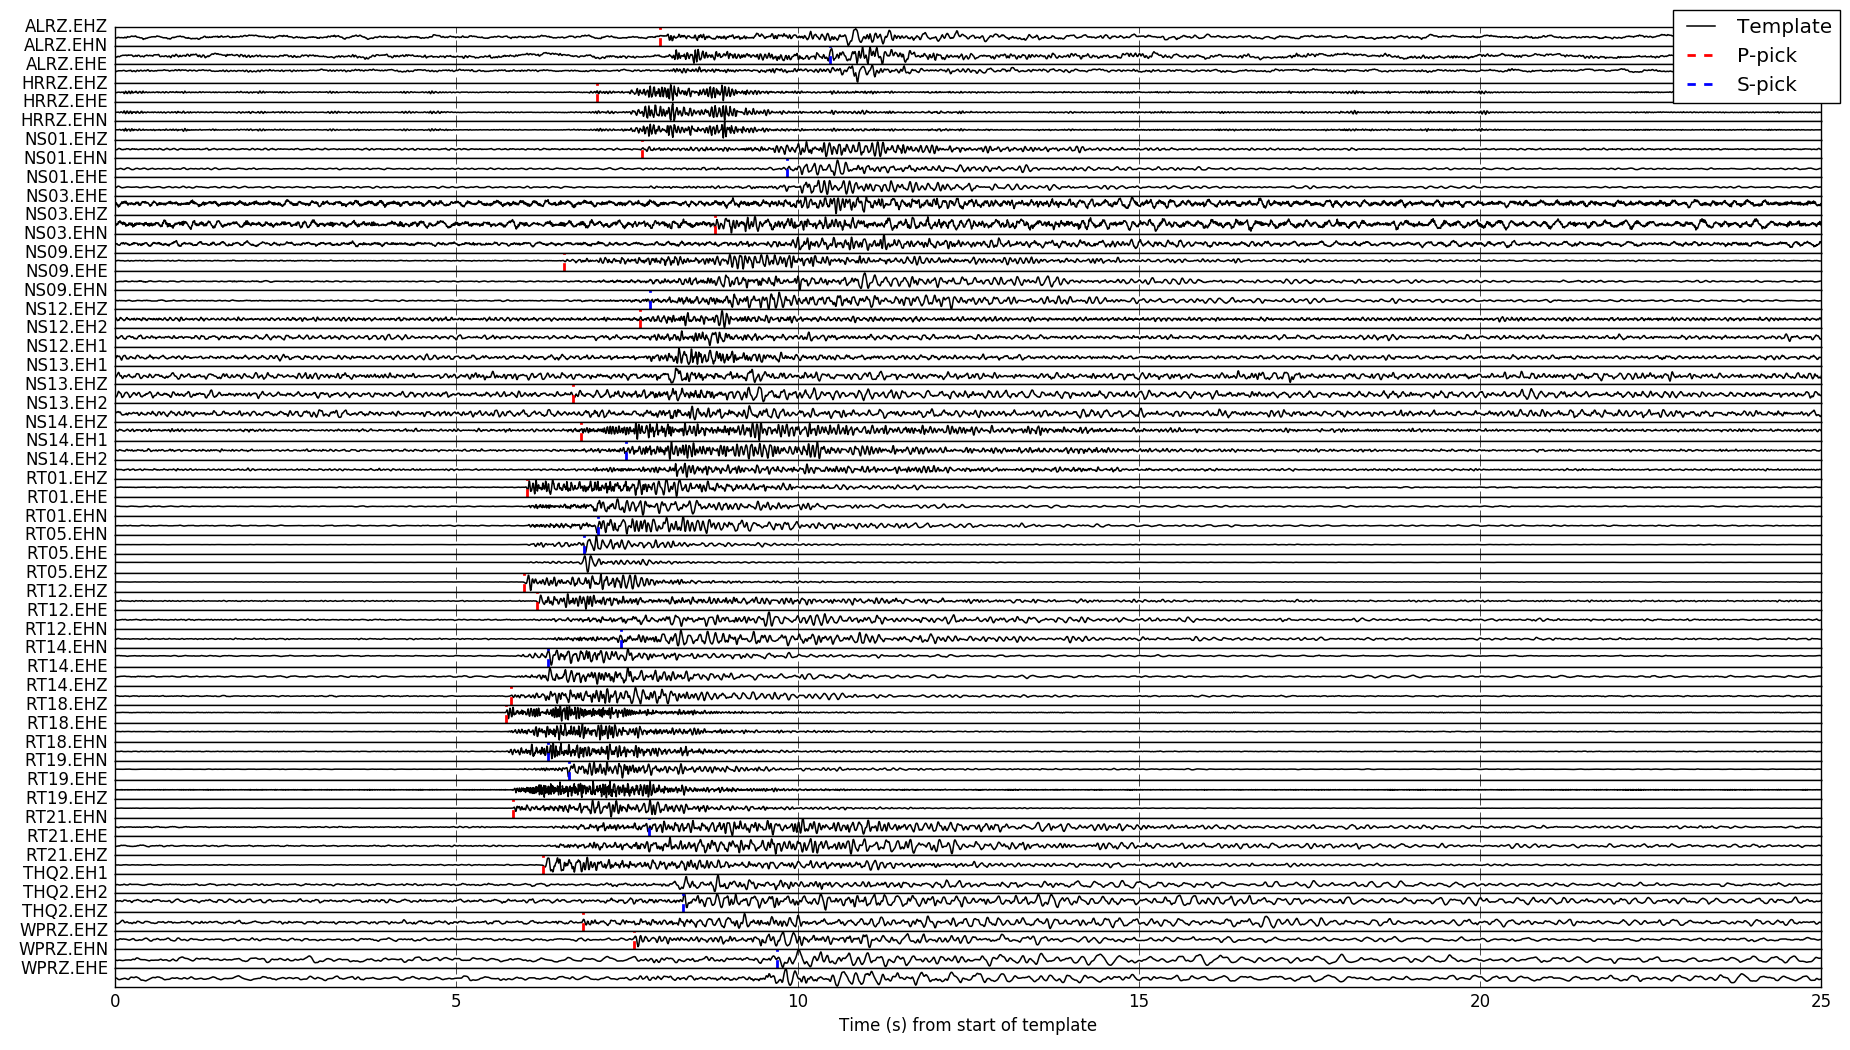 ALRZ.EHZ
ALRZ.EHN
ALRZ.EHE
HRRZ.EHZ
HRRZ.EHE
HRRZ.EHN
NS01.EHZ
NS01.EHN
NS01.EHE
NS03.EHE
NS03.EHZ
NS03.EHN
NS09.EHZ
NS09.EHE
NS09.EHN
NS12.EHZ
NS12.EH2
NS12.EH1
NS13.EH1
NS13.EHZ
NS13.EH2
NS14.EHZ
NS14.EH1
NS14.EH2
RT01.EHZ
RT01.EHE
RT01.EHN
RT05.EHN
RT05.EHE
RT05.EHZ
RT12.EHZ
RT12.EHE
RT12.EHN
RT14.EHN
RT14.EHE
RT14.EHZ
RT18.EHZ
RT18.EHE
RT18.EHN
RT19.EHN
RT19.EHE
RT19.EHZ
RT21.EHN
RT21.EHE
RT21.EHZ
THQ2.EH1
THQ2.EH2
THQ2.EHZ
WPRZ.EHZ
WPRZ.EHN
WPRZ.EHE
Template
P-pick
S-pick
0 5 10 15 20 25
Time (s) from start of template